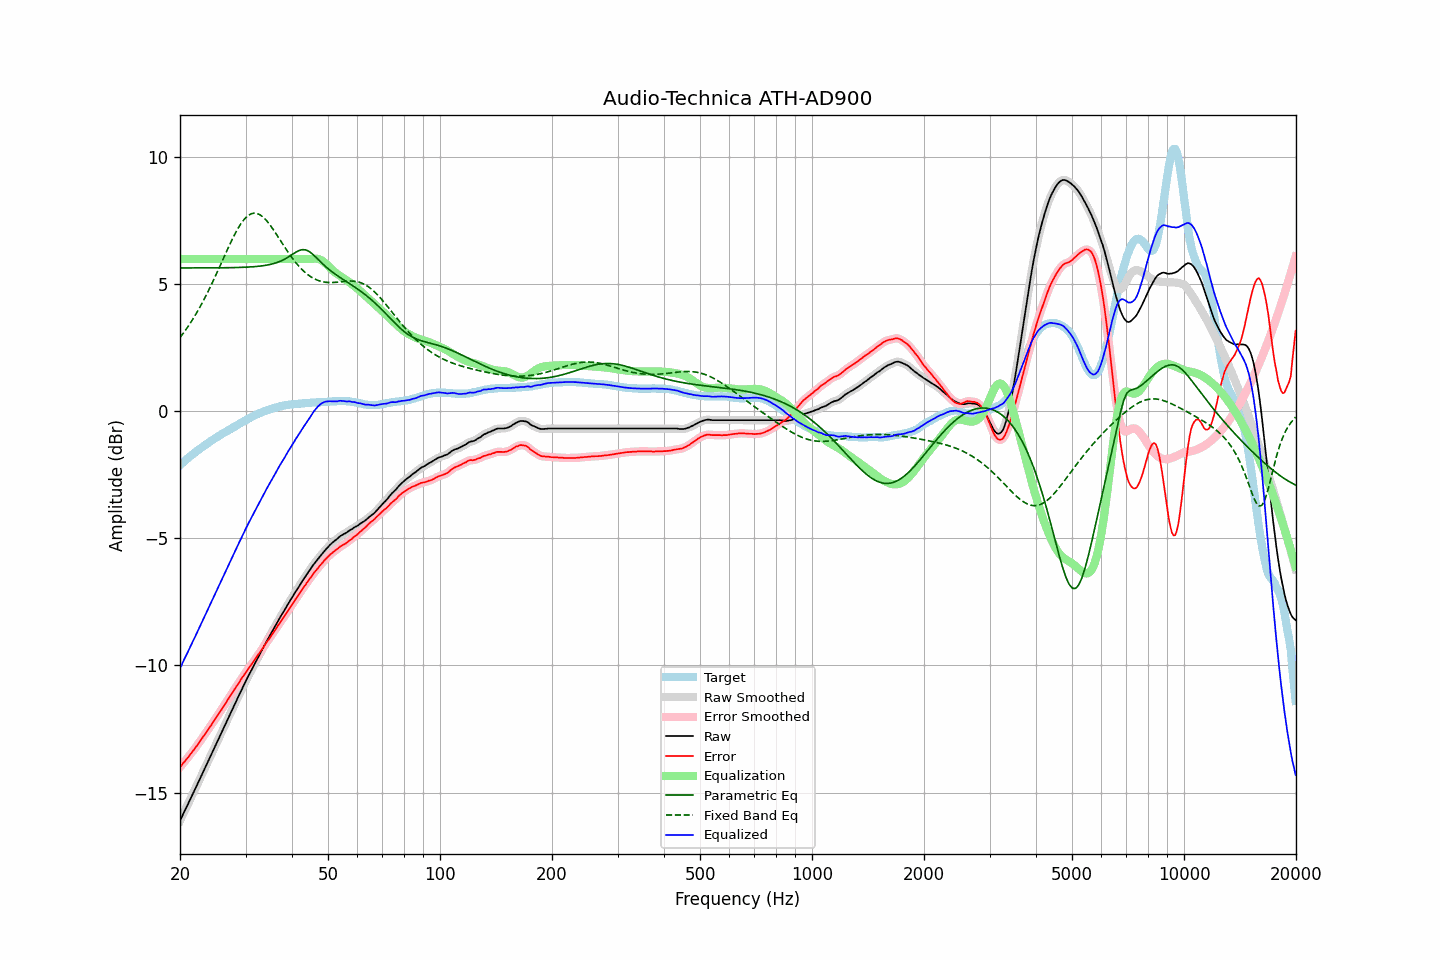 Audio-Technica ATH-AD900
Amplitude (dBr)
10
5
0
−5
−10
−15
20
50
100
200
500
1000
2000
5000
10000
20000
Frequency (Hz)
Target
Raw Smoothed
Error Smoothed
Raw
Error
Equalization
Parametric Eq
Fixed Band Eq
Equalized